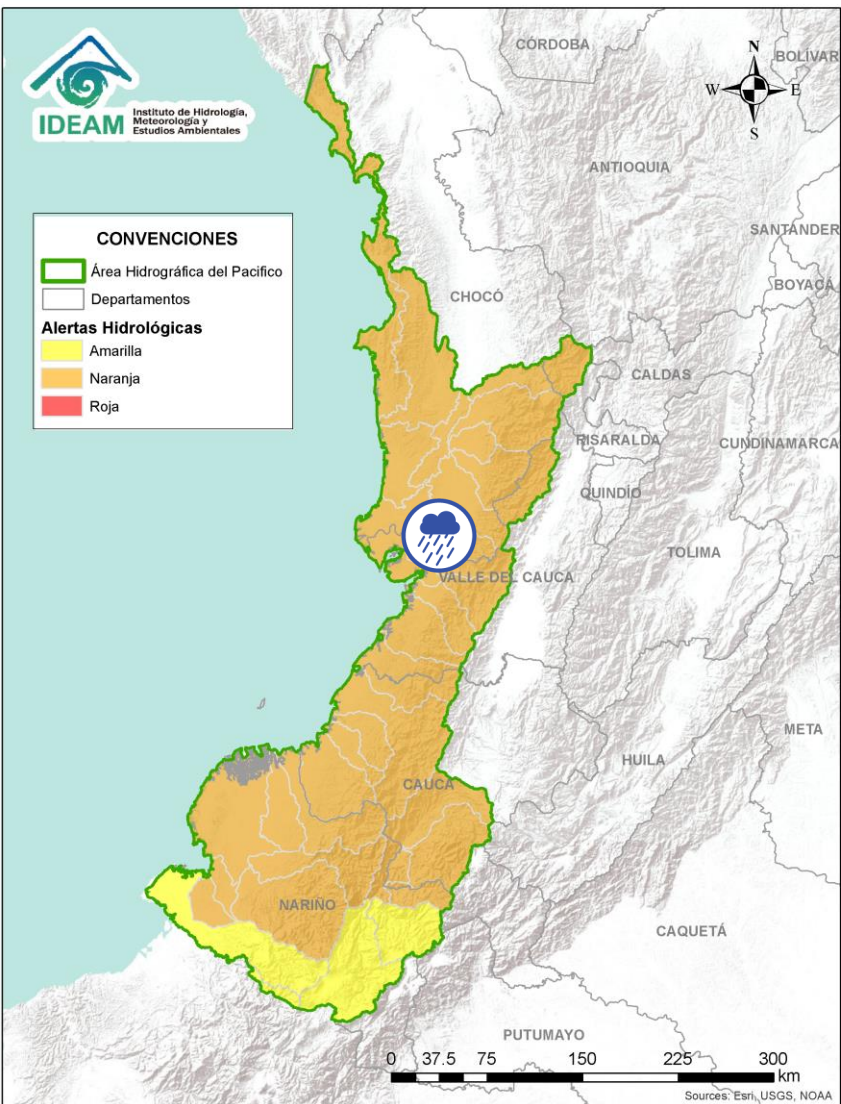 IDEAM
Instituto de Hidrología,
Meteorología y
Estudios Ambientales
CÓRDOBA
BOLÍVAR
N
W
E
S
ANTIOQUIA
SANTANDER
BOYACÁ
CONVENCIONES
Área Hidrográfica del Pacifico
Departamentos
Alertas Hidrológicas
Amarilla
Naranja
Roja
CHOCÓ
CALDAS
RISARALDA
CUNDINAMARCA
QUINDÍO
TOLIMA
VALLE DEL CAUCA
META
HUILA
CAUCA
NARIÑO
CAQUETÁ
PUTUMAYO
0 37.5 75 150 225 300
km
Sources: Esri, USGS, NOAA